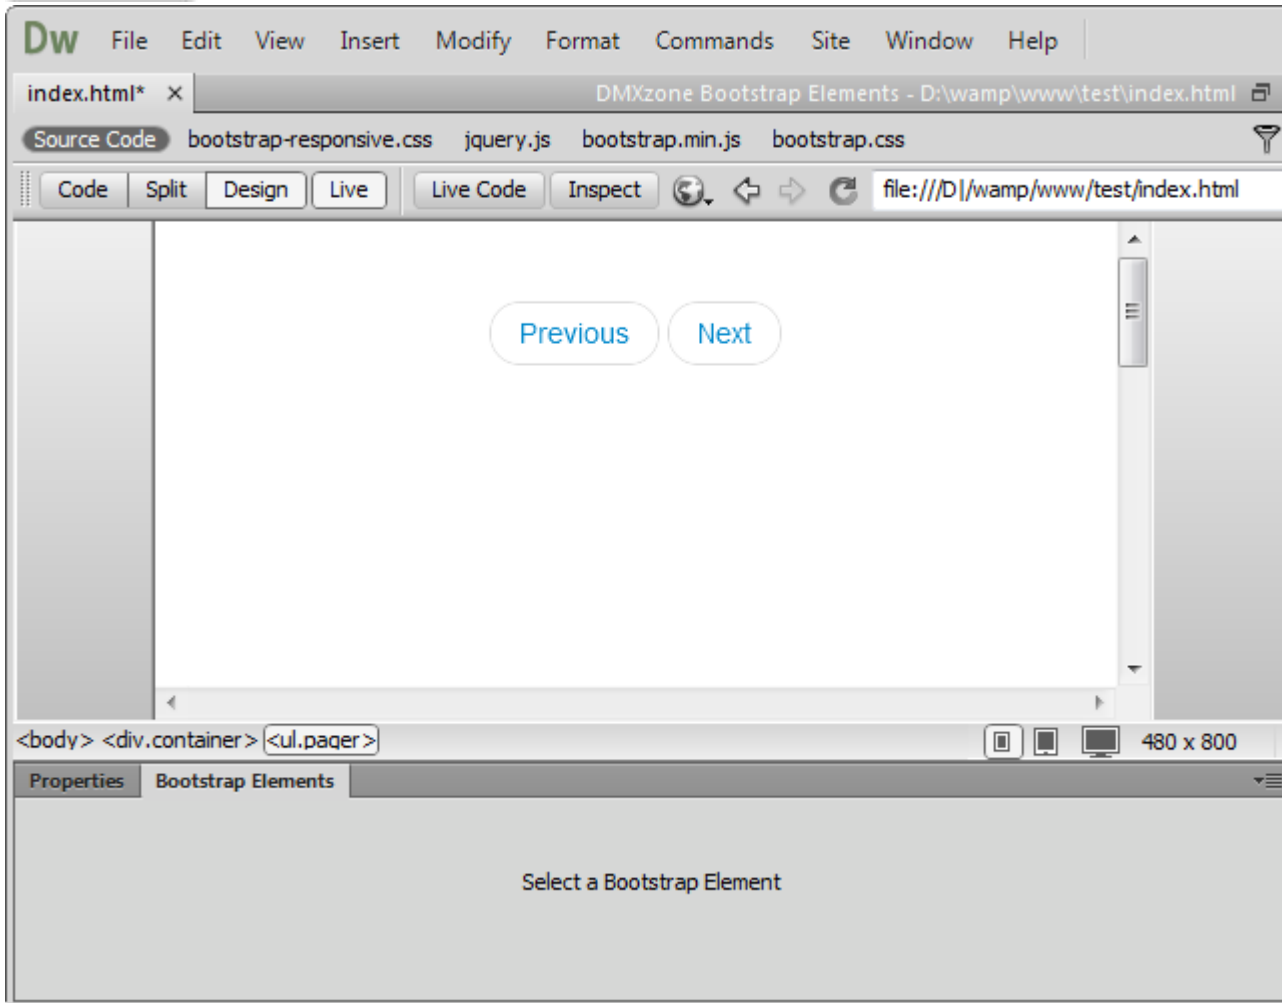 Dw File Edit View Insert Modify Format Commands Site Window Help
index.html* × DMXzone Bootstrap Elements - D:\wamp\www\test\index.html
Source Code bootstrap-responsive.css jquery.js bootstrap.min.js bootstrap.css
Code Split Design Live Live Code Inspect file:///D|/wamp/www/test/index.html
Previous Next
<body> <div.container> <ul.pager> 480 x 800
Properties Bootstrap Elements
Select a Bootstrap Element